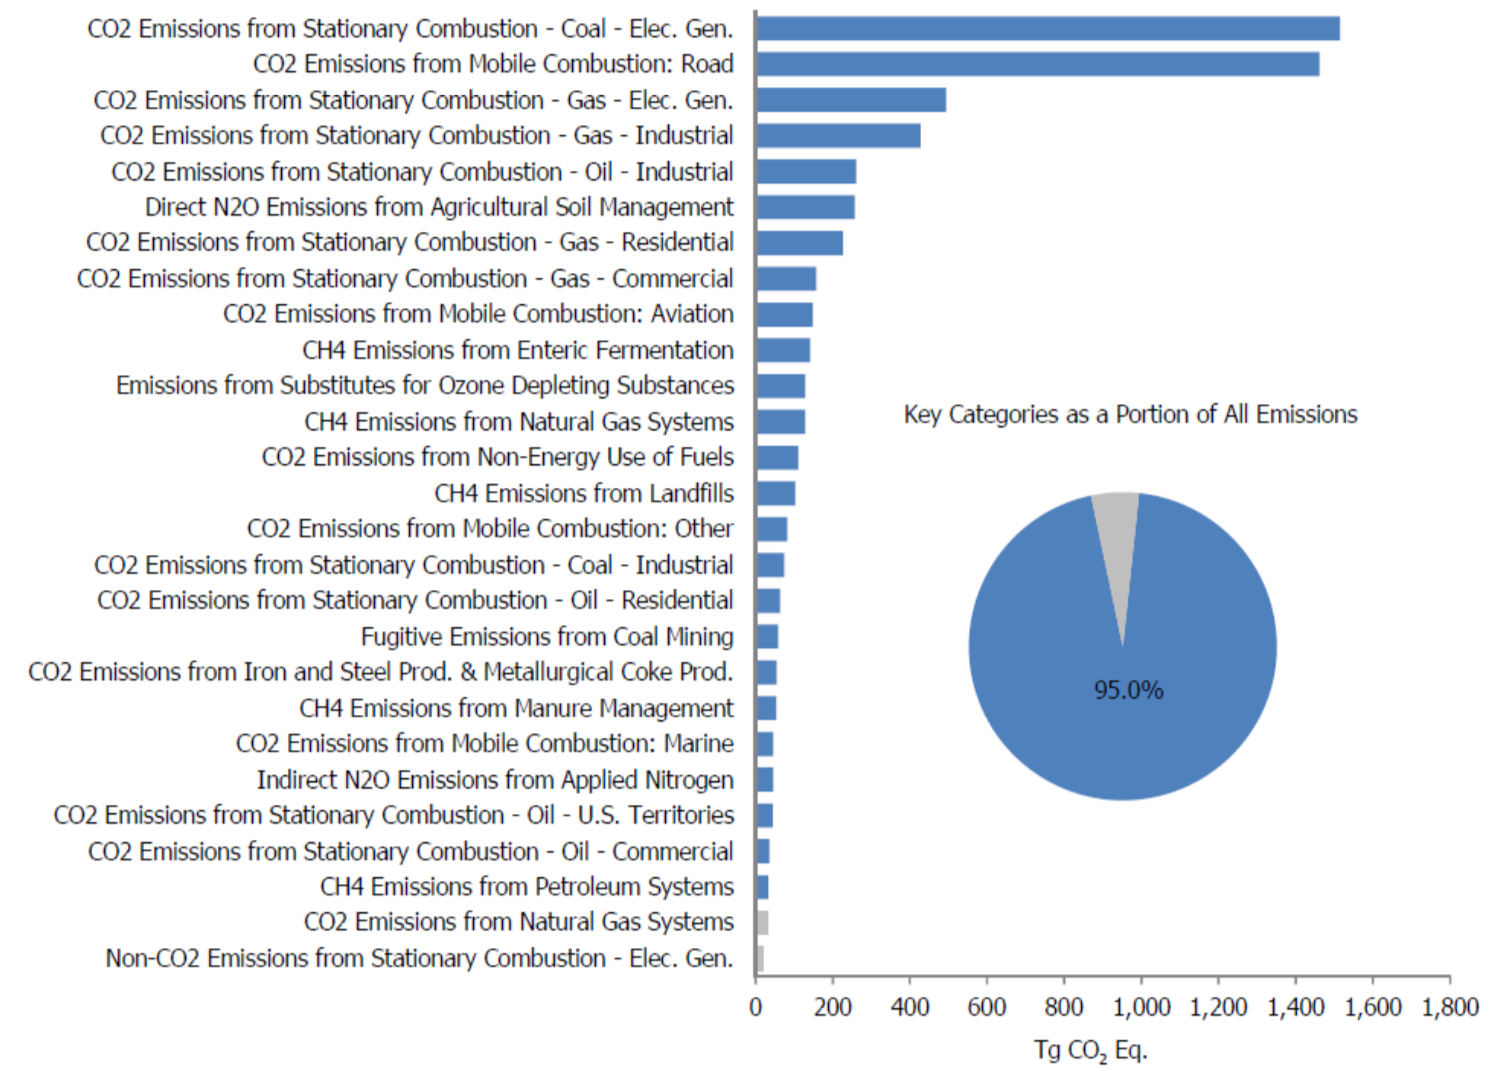 CO2 Emissions from Stationary Combustion - Coal - Elec. Gen.
CO2 Emissions from Mobile Combustion: Road
CO2 Emissions from Stationary Combustion - Gas - Elec. Gen.
CO2 Emissions from Stationary Combustion - Gas - Industrial
CO2 Emissions from Stationary Combustion - Oil - Industrial
Direct N2O Emissions from Agricultural Soil Management
CO2 Emissions from Stationary Combustion - Gas - Residential
CO2 Emissions from Stationary Combustion - Gas - Commercial
CO2 Emissions from Mobile Combustion: Aviation
CH4 Emissions from Enteric Fermentation
Emissions from Substitutes for Ozone Depleting Substances
CH4 Emissions from Natural Gas Systems
CO2 Emissions from Non-Energy Use of Fuels
CH4 Emissions from Landfills
CO2 Emissions from Mobile Combustion: Other
CO2 Emissions from Stationary Combustion - Coal - Industrial
CO2 Emissions from Stationary Combustion - Oil - Residential
Fugitive Emissions from Coal Mining
CO2 Emissions from Iron and Steel Prod. & Metallurgical Coke Prod.
CH4 Emissions from Manure Management
CO2 Emissions from Mobile Combustion: Marine
Indirect N2O Emissions from Applied Nitrogen
CO2 Emissions from Stationary Combustion - Oil - U.S. Territories
CO2 Emissions from Stationary Combustion - Oil - Commercial
CH4 Emissions from Petroleum Systems
CO2 Emissions from Natural Gas Systems
Non-CO2 Emissions from Stationary Combustion - Elec. Gen.
Key Categories as a Portion of All Emissions
95.0%
0 200 400 600 800 1,000 1,200 1,400 1,600 1,800
Tg CO₂ Eq.